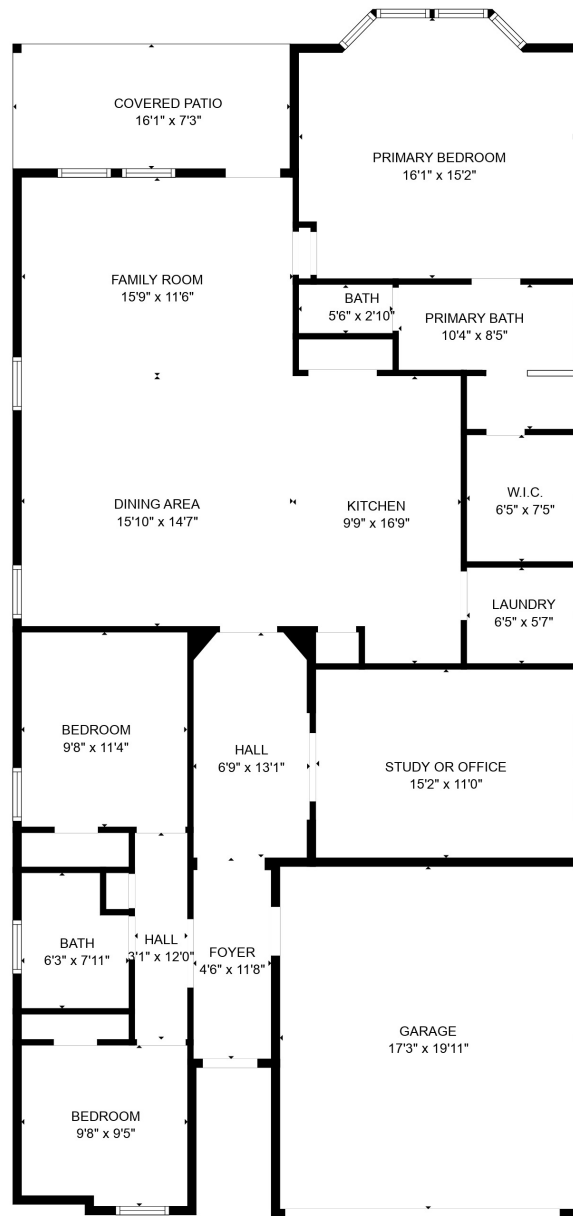 COVERED PATIO
16'1" x 7'3"
PRIMARY BEDROOM
16'1" x 15'2"
FAMILY ROOM
15'9" x 11'6"
BATH
5'6" x 2'10"
PRIMARY BATH
10'4" x 8'5"
DINING AREA
15'10" x 14'7"
KITCHEN
9'9" x 16'9"
W.I.C.
6'5" x 7'5"
LAUNDRY
6'5" x 5'7"
BEDROOM
9'8" x 11'4"
HALL
6'9" x 13'1"
STUDY OR OFFICE
15'2" x 11'0"
BATH
6'3" x 7'11"
HALL
3'1" x 12'0"
FOYER
4'6" x 11'8"
GARAGE
17'3" x 19'11"
BEDROOM
9'8" x 9'5"